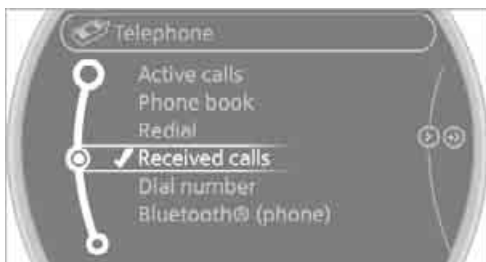 Telephone
Active calls
Phone book
Redial
Received calls
Dial number
Bluetooth® (phone)